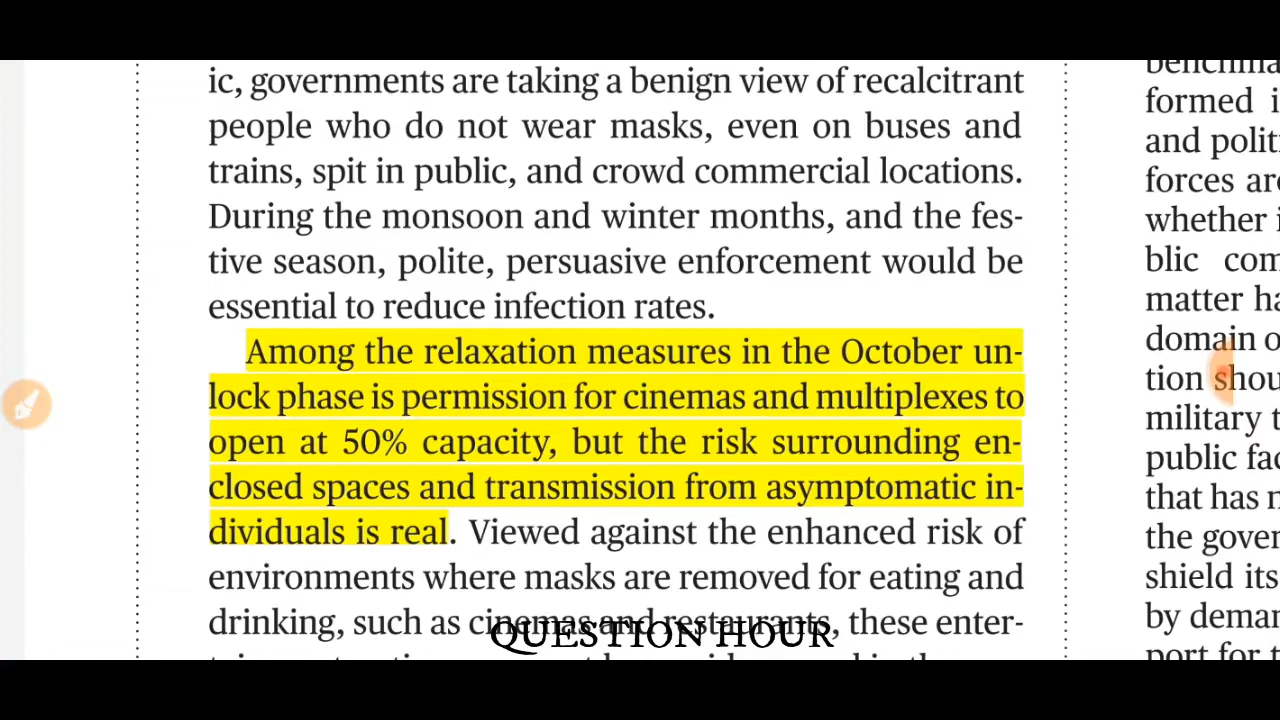 ic, governments are taking a benign view of recalcitrant
people who do not wear masks, even on buses and
trains, spit in public, and crowd commercial locations.
During the monsoon and winter months, and the fes-
tive season, polite, persuasive enforcement would be
essential to reduce infection rates.
Among the relaxation measures in the October un-
lock phase is permission for cinemas and multiplexes to
open at 50% capacity, but the risk surrounding en-
closed spaces and transmission from asymptomatic in-
dividuals is real. Viewed against the enhanced risk of
environments where masks are removed for eating and
drinking, such as cinemas and restaurants, these enter-
QUESTION HOUR
formed i
and polit
forces ar
whether i
blic com
matter ha
domain o
tion shou
military t
public fac
that has n
the gover
shield its
by deman
port for t